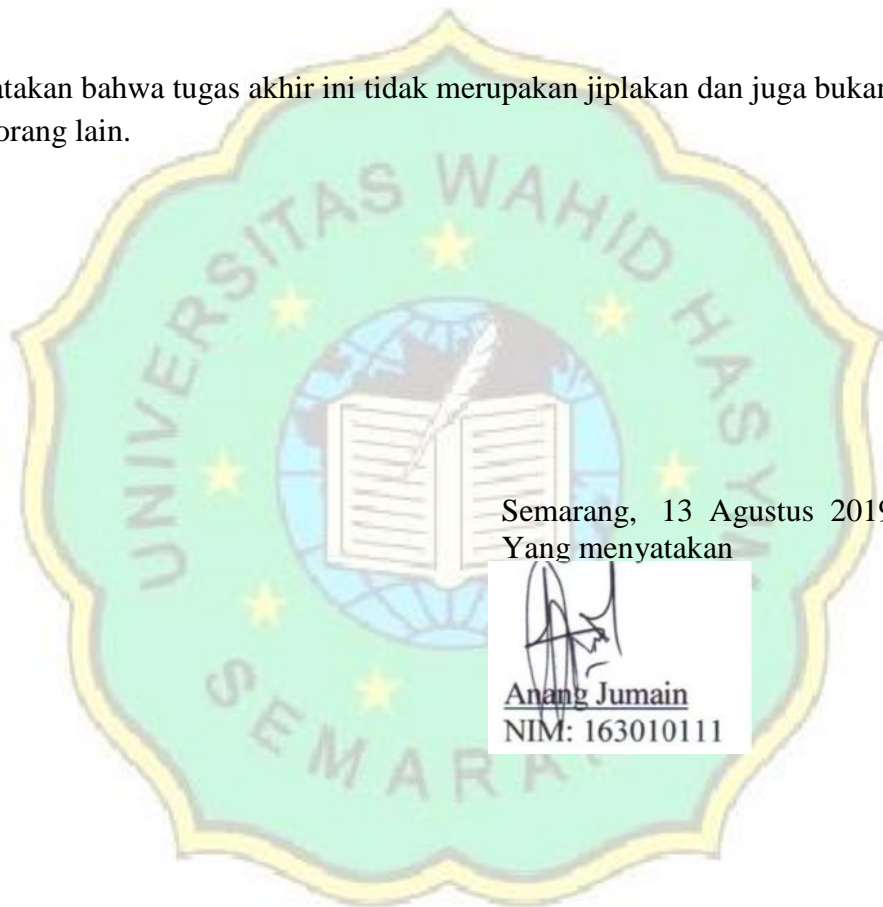 atakan bahwa tugas akhir ini tidak merupakan jiplakan dan juga bukan
orang lain.
UNIVERSITAS WAHID HASYIM
SEMARANG
Semarang, 13 Agustus 2019
Yang menyatakan
Anang Jumain
NIM: 163010111